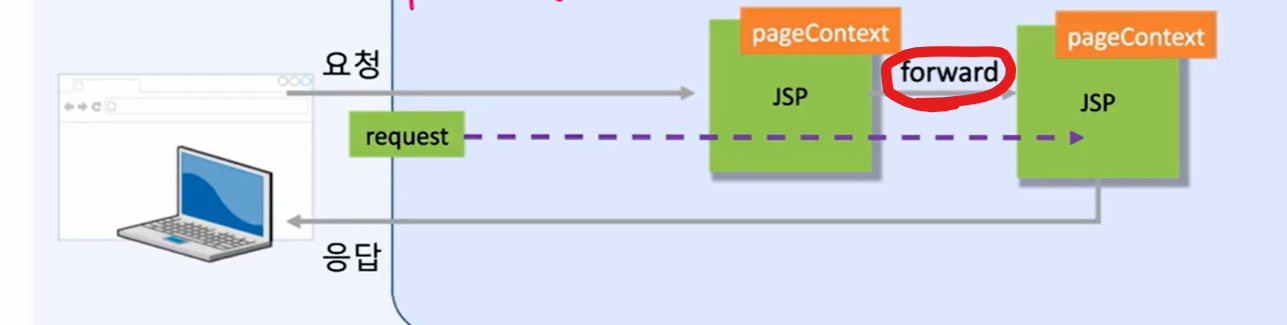 pageContext
pageContext
요청
forward
JSP
JSP
request
응답